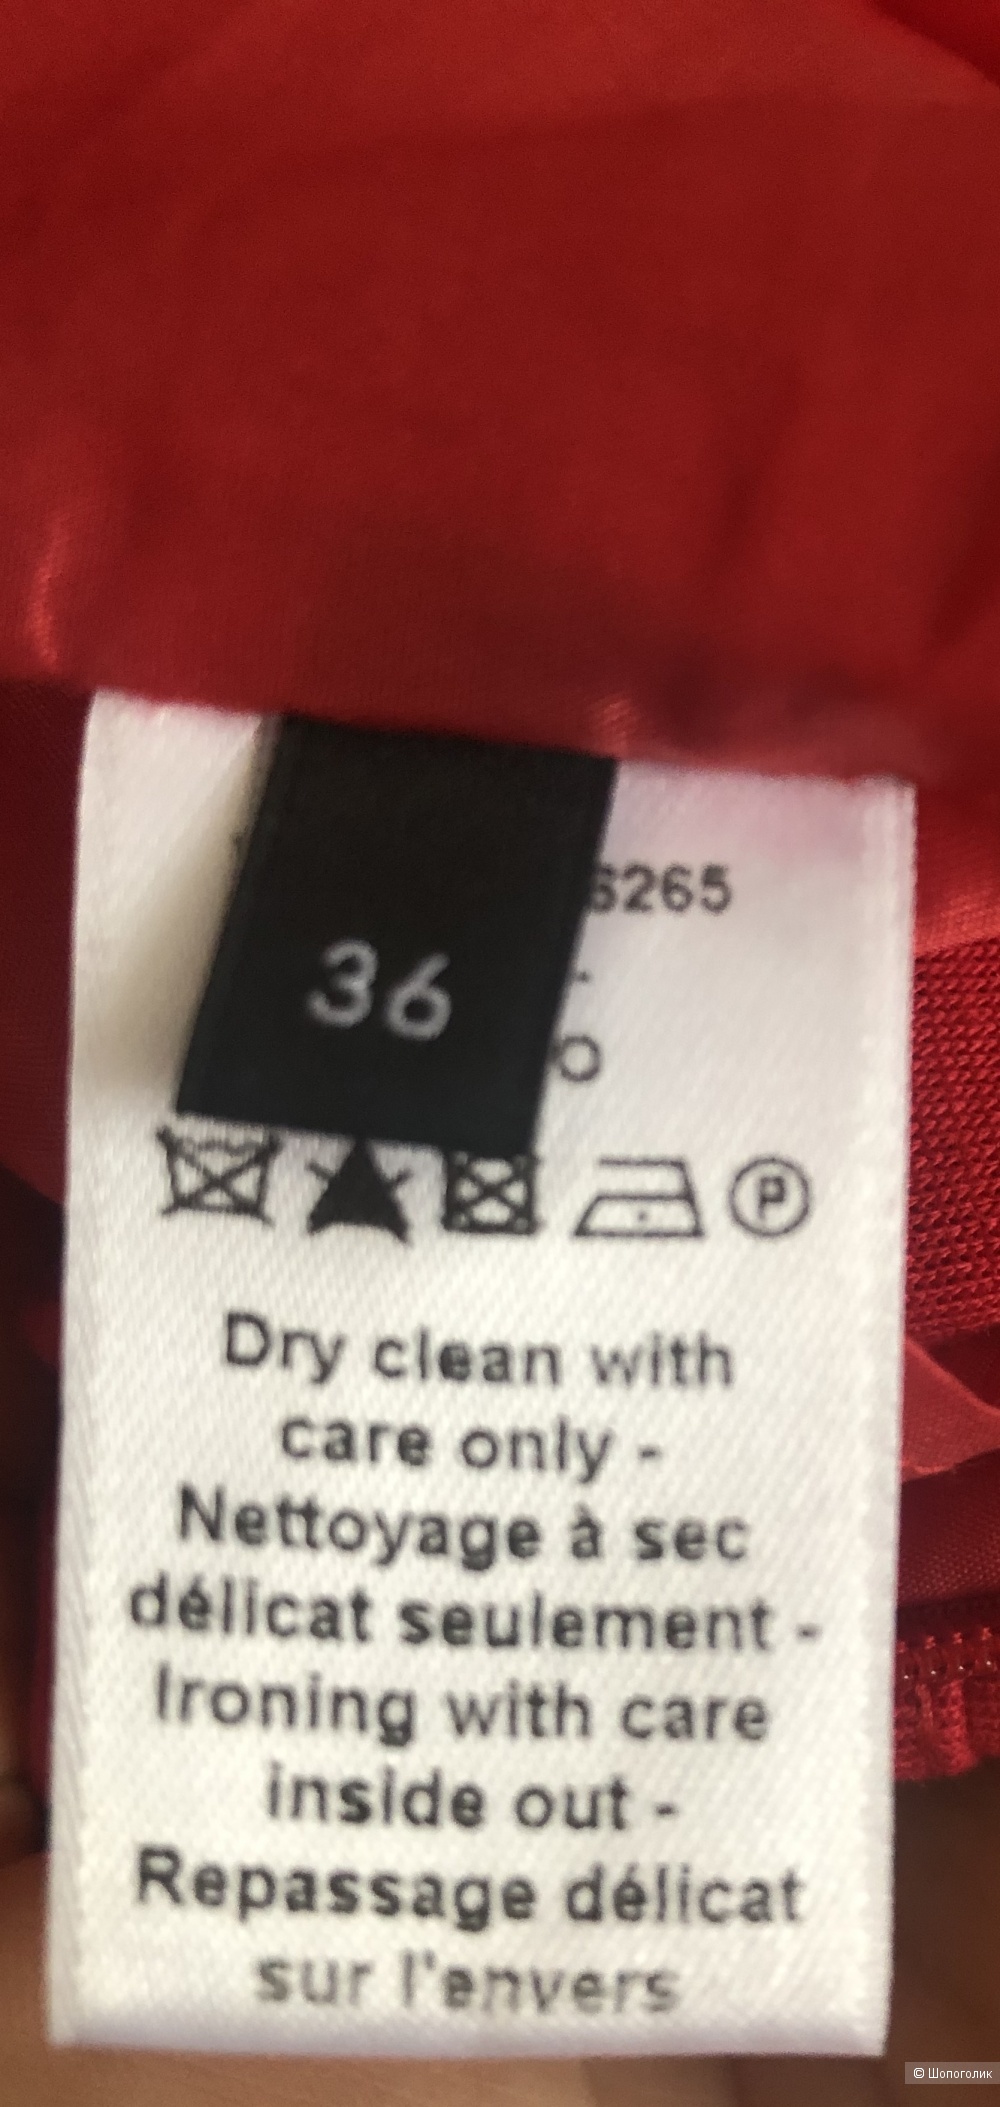 6265
-
36
O
P
Dry clean with
care only -
Nettoyage à sec
délicat seulement -
Ironing with care
inside out -
Repassage délicat
sur l'envers
© Шопоголик